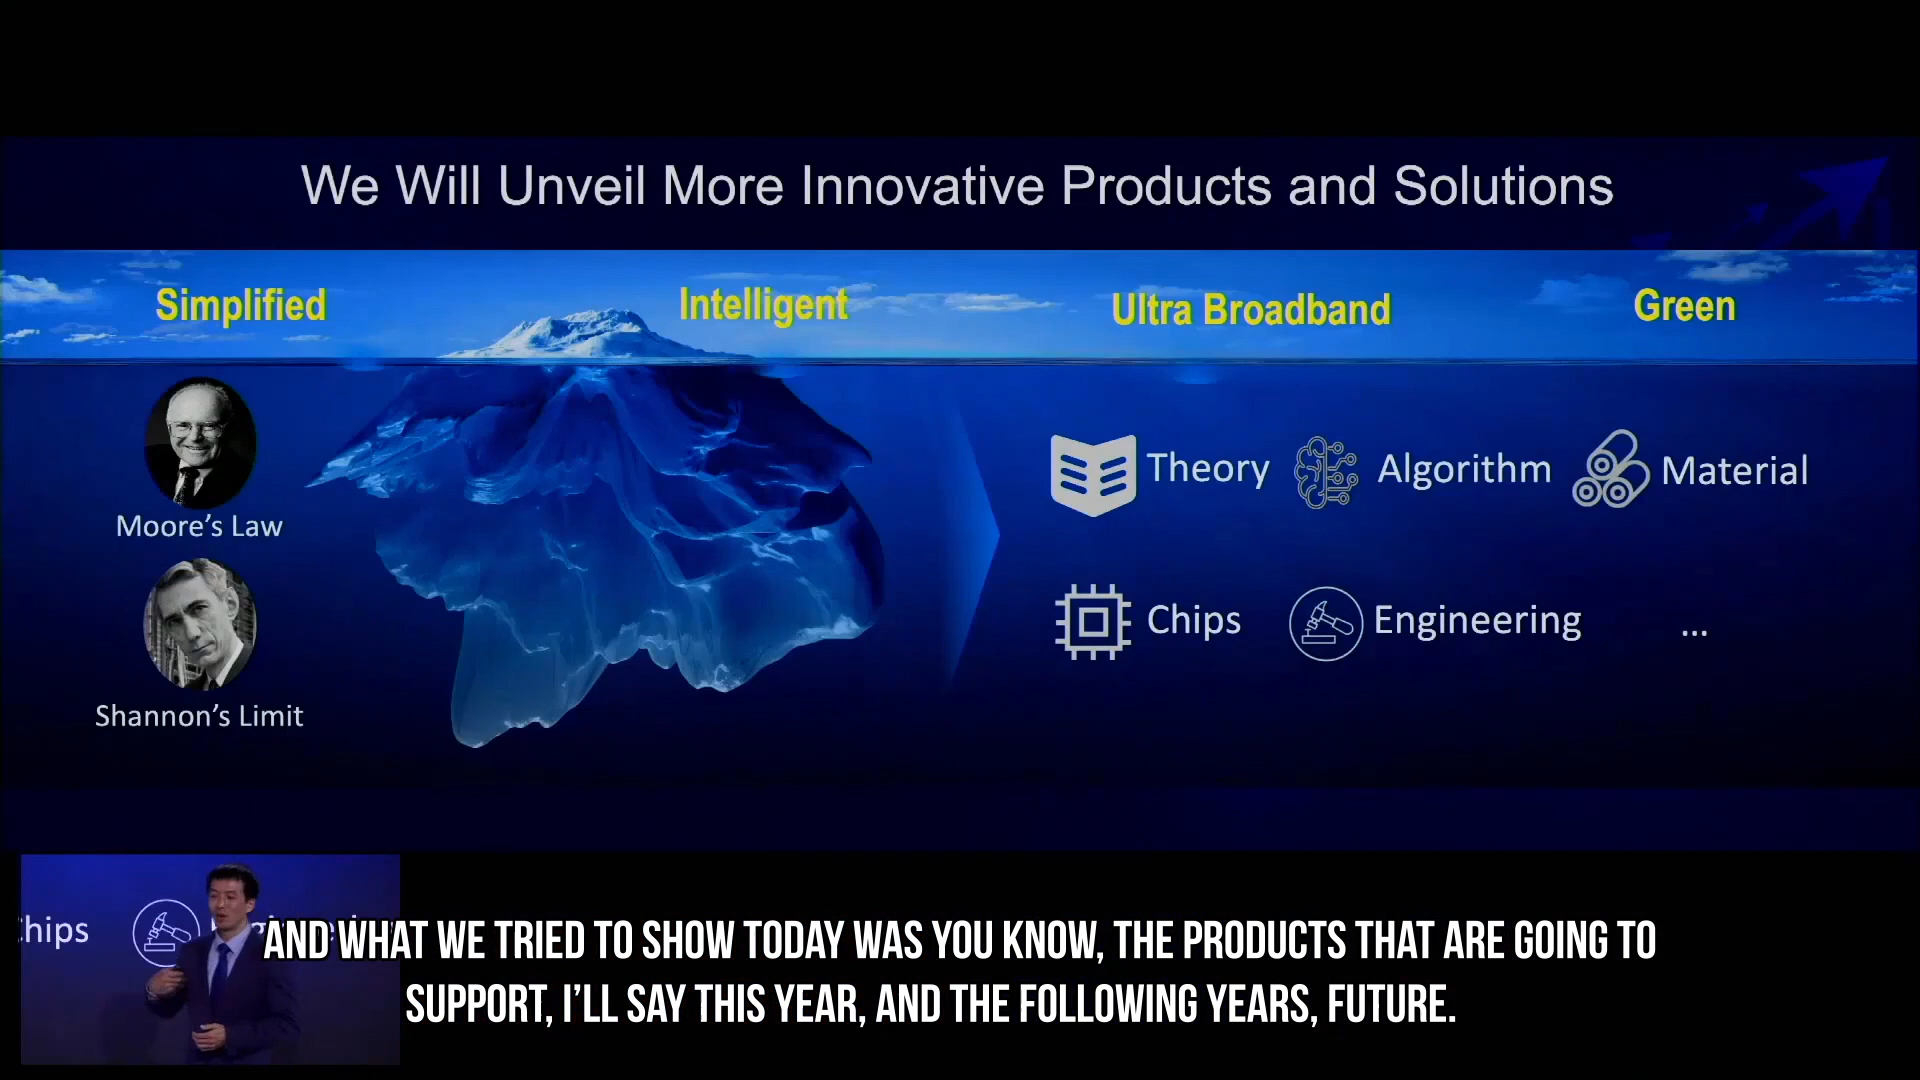 We Will Unveil More Innovative Products and Solutions
Simplified
Intelligent
Ultra Broadband
Green
Moore’s Law
Shannon’s Limit
Theory
Algorithm
Material
Chips
Engineering
...
AND WHAT WE TRIED TO SHOW TODAY WAS YOU KNOW, THE PRODUCTS THAT ARE GOING TO
SUPPORT, I’LL SAY THIS YEAR, AND THE FOLLOWING YEARS, FUTURE.